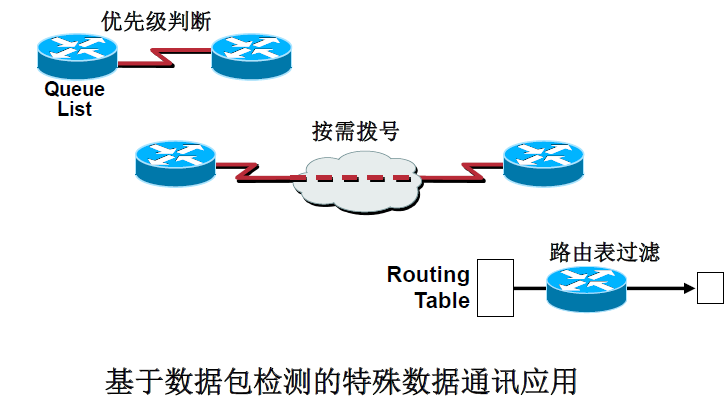 优先级判断
Queue
List
按需拨号
路由表过滤
Routing
Table
基于数据包检测的特殊数据通讯应用